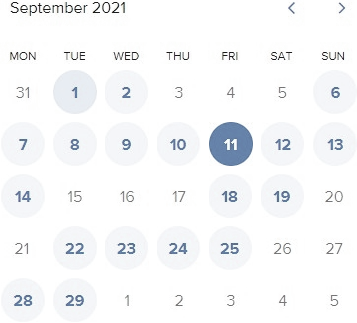 September 2021
MON TUE WED THU FRI SAT SUN
31 1 2 3 4 5 6
7 8 9 10 11 12 13
14 15 16 17 18 19 20
21 22 23 24 25 26 27
28 29 1 2 3 4 5